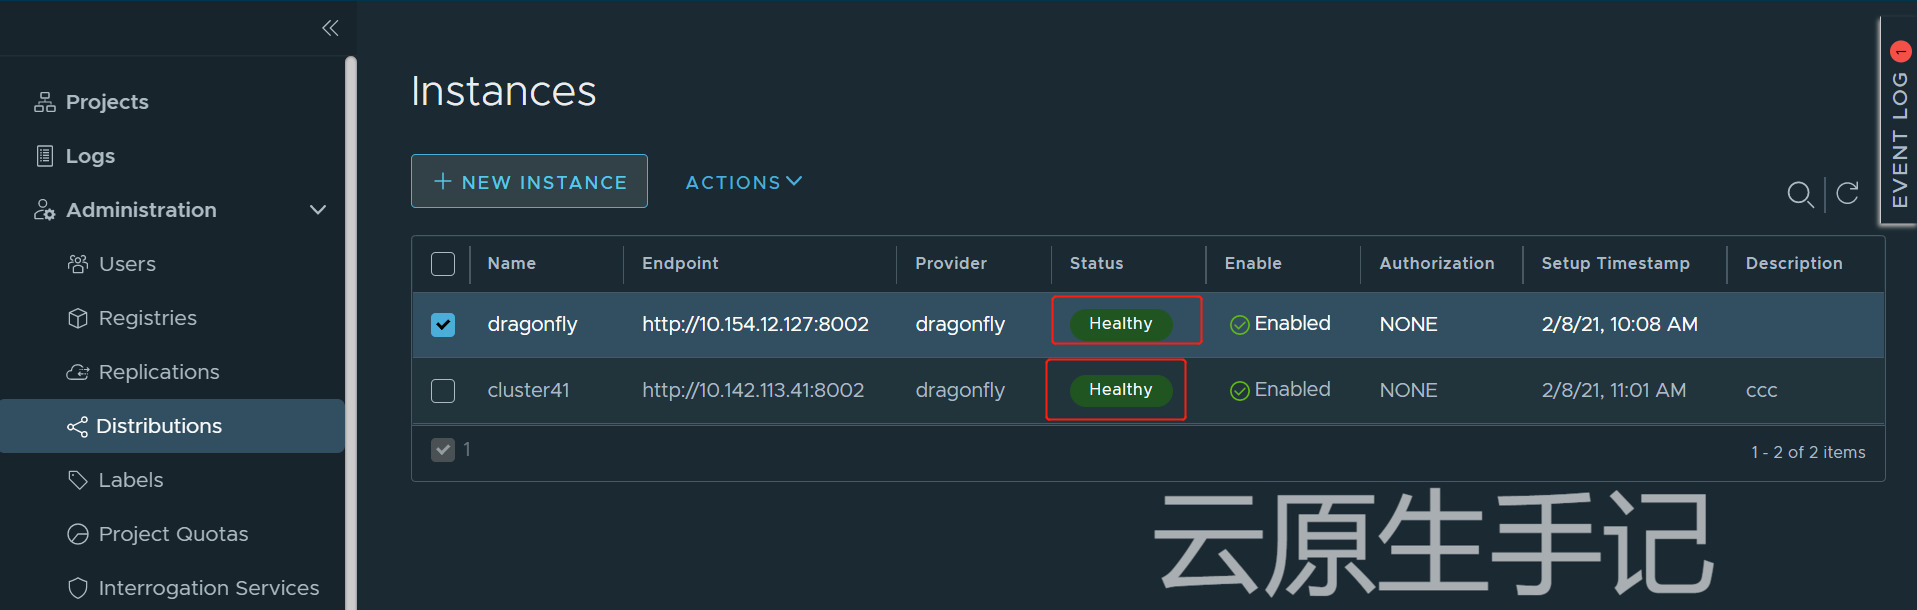 Projects
Logs
Administration
Users
Registries
Replications
Distributions
Labels
Project Quotas
Interrogation Services
Instances
+ NEW INSTANCE ACTIONS
Name Endpoint Provider Status Enable Authorization Setup Timestamp Description
dragonfly http://10.154.12.127:8002 dragonfly Healthy Enabled NONE 2/8/21, 10:08 AM
cluster41 http://10.142.113.41:8002 dragonfly Healthy Enabled NONE 2/8/21, 11:01 AM ccc
1 1 - 2 of 2 items
EVENT LOG 1
云原生手记